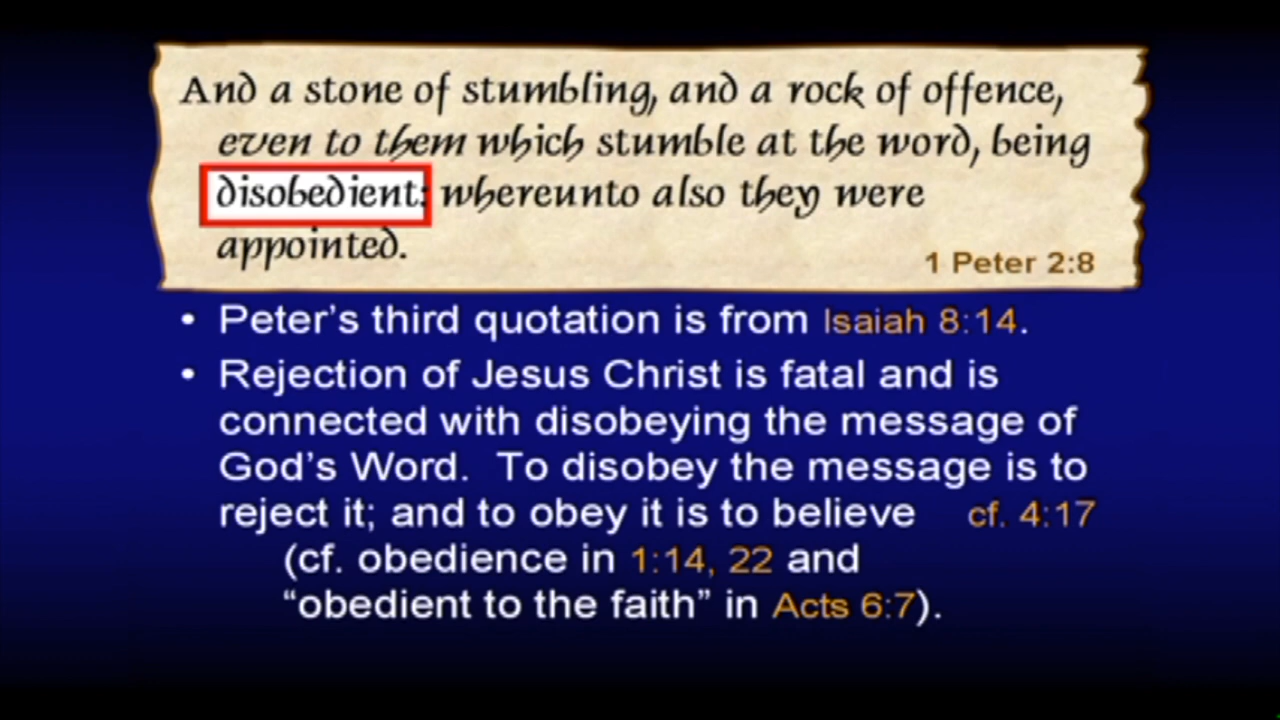 And a stone of stumbling, and a rock of offence,
even to them which stumble at the word, being
disobedient: whereunto also they were
appointed.
1 Peter 2:8
• Peter's third quotation is from Isaiah 8:14.
• Rejection of Jesus Christ is fatal and is
connected with disobeying the message of
God's Word.  To disobey the message is to
reject it; and to obey it is to believe cf. 4:17
(cf. obedience in 1:14, 22 and
“obedient to the faith” in Acts 6:7).